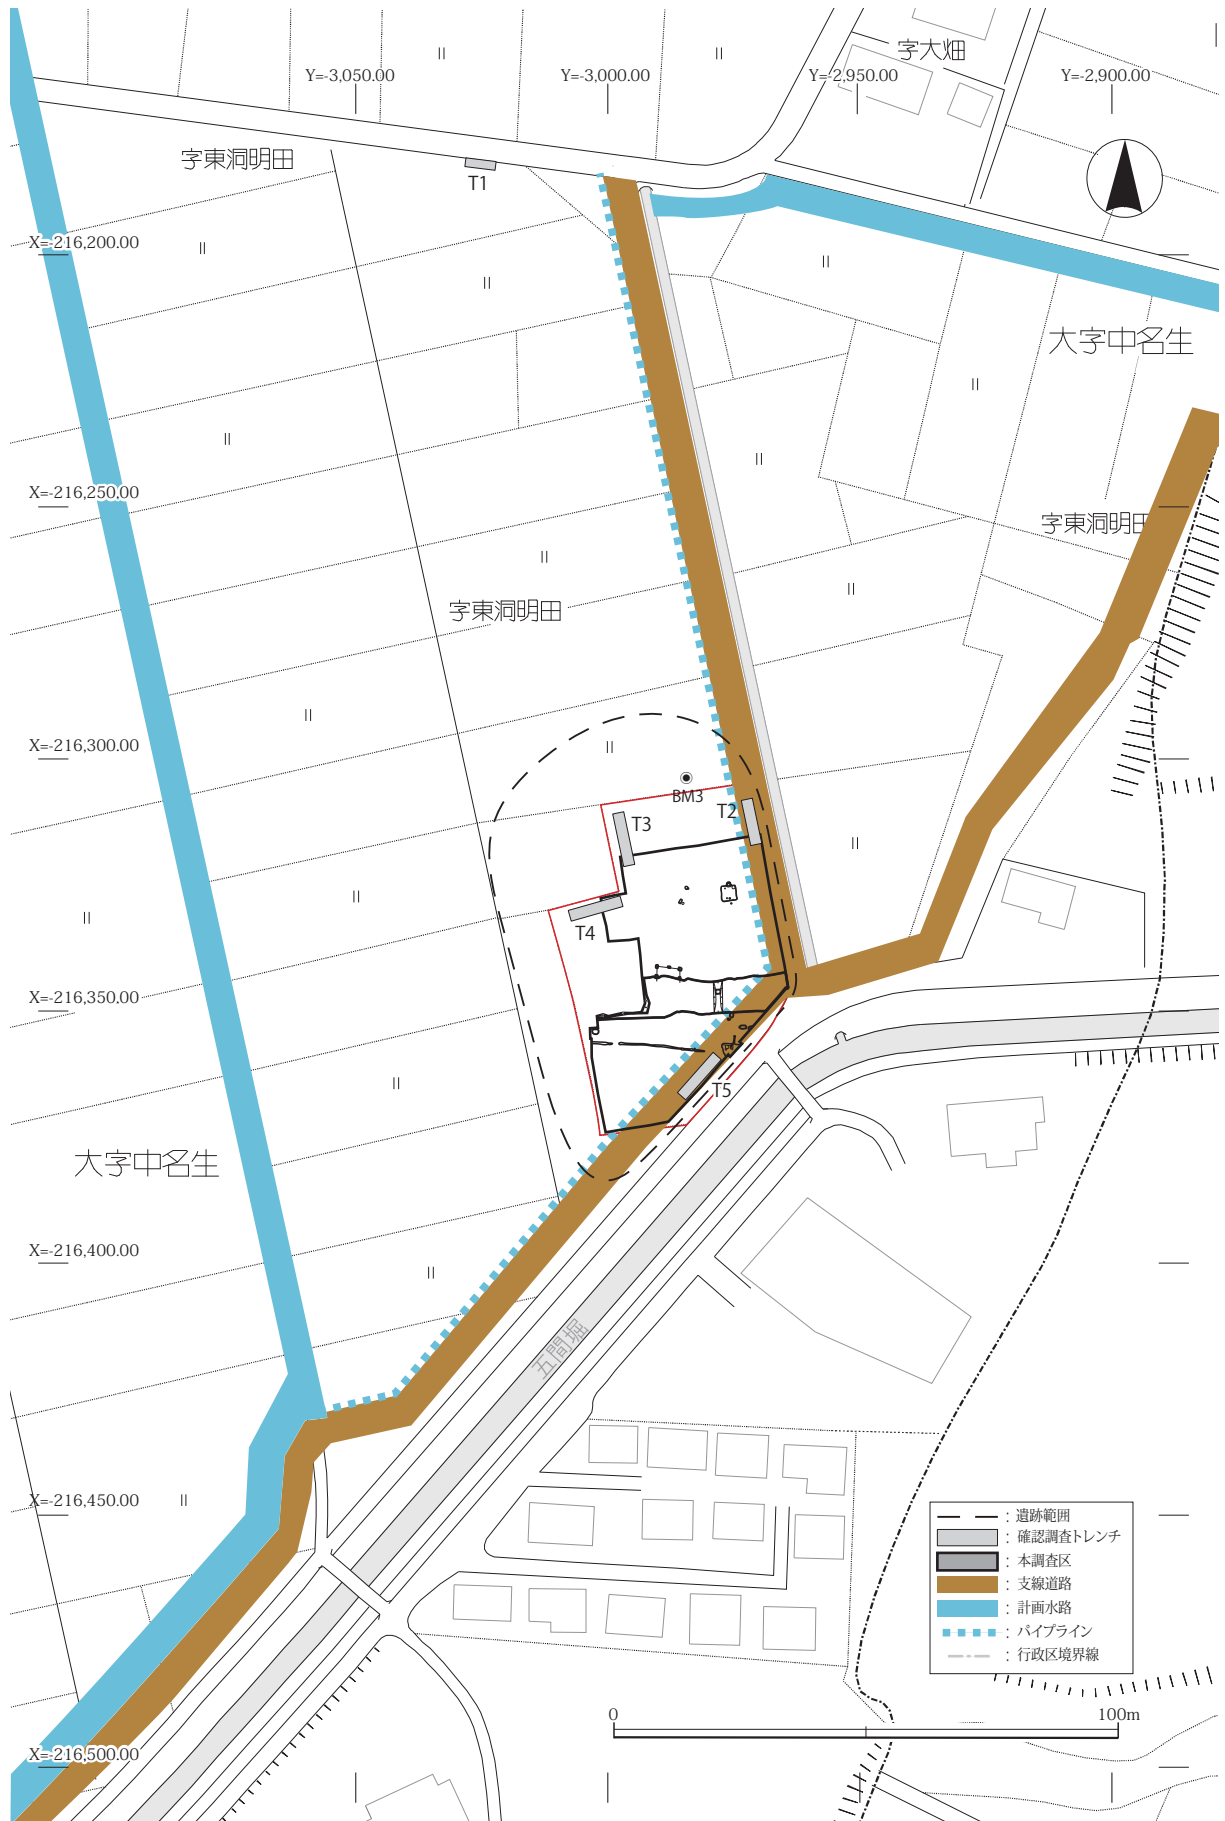 字大畑
Y=-3,050.00
Y=-3,000.00
Y=-2,950.00
Y=-2,900.00
字東洞明田
T1
X=-216,200.00
大字中名生
X=-216,250.00
字東洞明田
字東洞明田
X=-216,300.00
BM3
T2
T3
T4
X=-216,350.00
T5
大字中名生
X=-216,400.00
五間堀
X=-216,450.00
：遺跡範囲
：確認調査トレンチ
：本調査区
：支線道路
：計画水路
：パイプライン
：行政区境界線
0
100m
X=-216,500.00